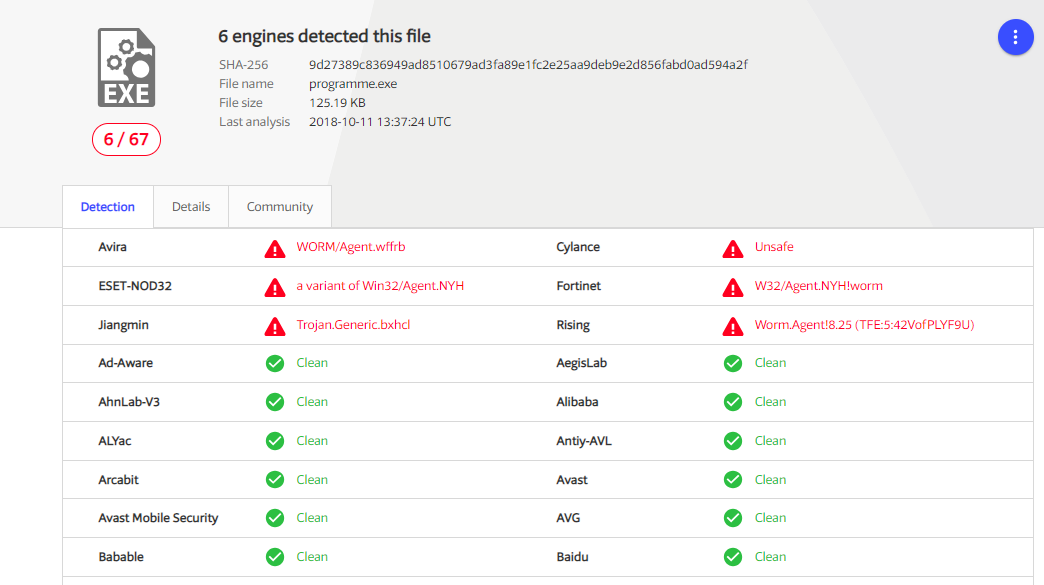 6 engines detected this file
SHA-256 9d27389c836949ad8510679ad3fa89e1fc2e25aa9deb9e2d856fabd0ad594a2f
File name programme.exe
File size 125.19 KB
Last analysis 2018-10-11 13:37:24 UTC
EXE
6 / 67
Detection Details Community
Avira WORM/Agent.wffrb Cylance Unsafe
ESET-NOD32 a variant of Win32/Agent.NYH Fortinet W32/Agent.NYH!worm
Jiangmin Trojan.Generic.bxhcl Rising Worm.Agent!8.25 (TFE:5:42VofPLYF9U)
Ad-Aware Clean AegisLab Clean
AhnLab-V3 Clean Alibaba Clean
ALYac Clean Antiy-AVL Clean
Arcabit Clean Avast Clean
Avast Mobile Security Clean AVG Clean
Babable Clean Baidu Clean